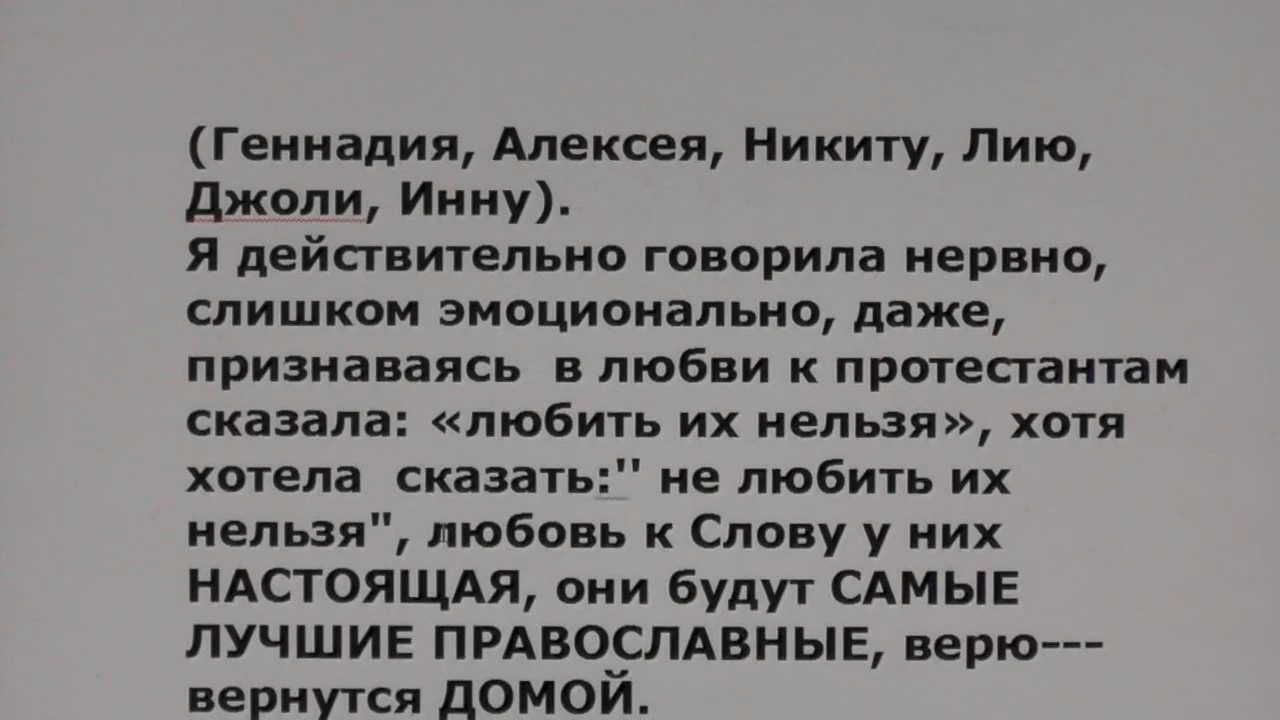 (Геннадия, Алексея, Никиту, Лию,
Джоли, Инну).
Я действительно говорила нервно,
слишком эмоционально, даже,
признаваясь  в любви к протестантам
сказала: «любить их нельзя», хотя
хотела  сказать:'' не любить их
нельзя", любовь к Слову у них
НАСТОЯЩАЯ, они будут САМЫЕ
ЛУЧШИЕ ПРАВОСЛАВНЫЕ, верю---
вернутся ДОМОЙ.